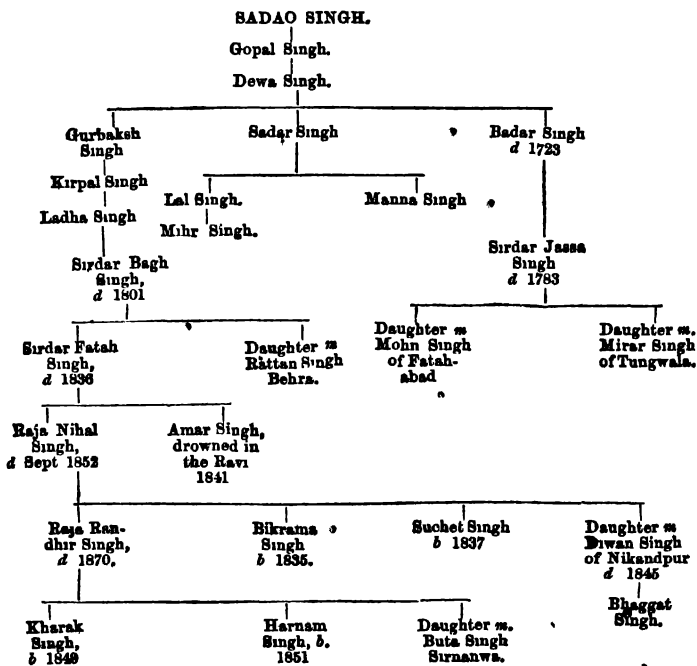 SADAO SINGH.
Gopal Singh.
Dewa Singh.
Gurbaksh
Singh
Sadar Singh
Badar Singh
d 1723
Kirpal Singh
Ladha Singh
Lal Singh.
Manna Singh
Mihr Singh.
Sirdar Bagh
Singh,
d 1801
Sirdar Jassa
Singh
d 1783
Sirdar Fatah
Singh,
d 1836
Daughter m
Rattan Singh
Behra.
Daughter m
Mohn Singh
of Fatah-
abad
Daughter m.
Mirar Singh
of Tungwala.
Raja Nihal
Singh,
d Sept 1852
Amar Singh,
drowned in
the Ravi
1841
Raja Ran-
dhir Singh,
d 1870.
Bikrama
Singh
b 1835.
Suchet Singh
b 1837
Daughter m
Diwan Singh
of Nikandpur
d 1845
Bhaggat
Singh.
Kharak
Singh,
b 1849
Harnam
Singh, b.
1851
Daughter m.
Buta Singh
Sirnanwa.